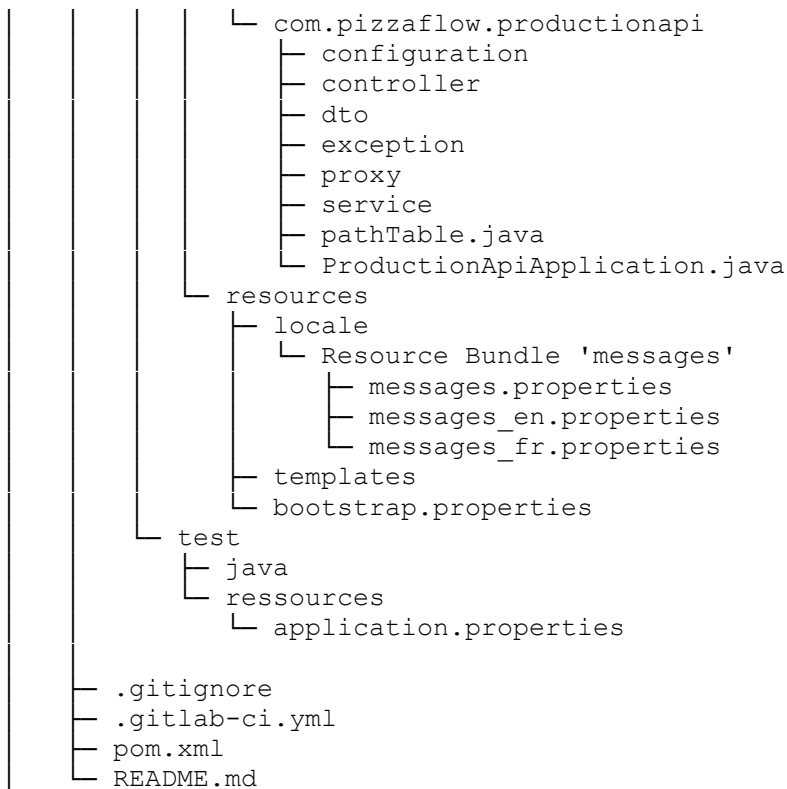 │   │   │ │ └─ com.pizzaflow.productionapi
│   │   │ │    ├─ configuration
│   │   │ │    ├─ controller
│   │   │ │    ├─ dto
│   │   │ │    ├─ exception
│   │   │ │    ├─ proxy
│   │   │ │    ├─ service
│   │   │ │    ├─ pathTable.java
│   │   │ │    └─ ProductionApiApplication.java
│   │   │ └─ resources
│   │   │    ├─ locale
│   │   │    │  └─ Resource Bundle 'messages'
│   │   │    │     ├─ messages.properties
│   │   │    │     ├─ messages_en.properties
│   │   │    │     └─ messages_fr.properties
│   │   │    ├─ templates
│   │   │    └─ bootstrap.properties
│   │   └─ test
│   │      ├─ java
│   │      └─ ressources
│   │         └─ application.properties
│   │
│   ├─ .gitignore
│   ├─ .gitlab-ci.yml
│   ├─ pom.xml
│   └─ README.md